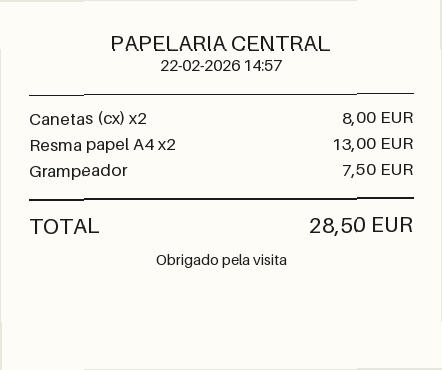 PAPELARIA CENTRAL
22-02-2026 14:57
Canetas (cx) x2 8,00 EUR
Resma papel A4 x2 13,00 EUR
Grampeador 7,50 EUR
TOTAL 28,50 EUR
Obrigado pela visita